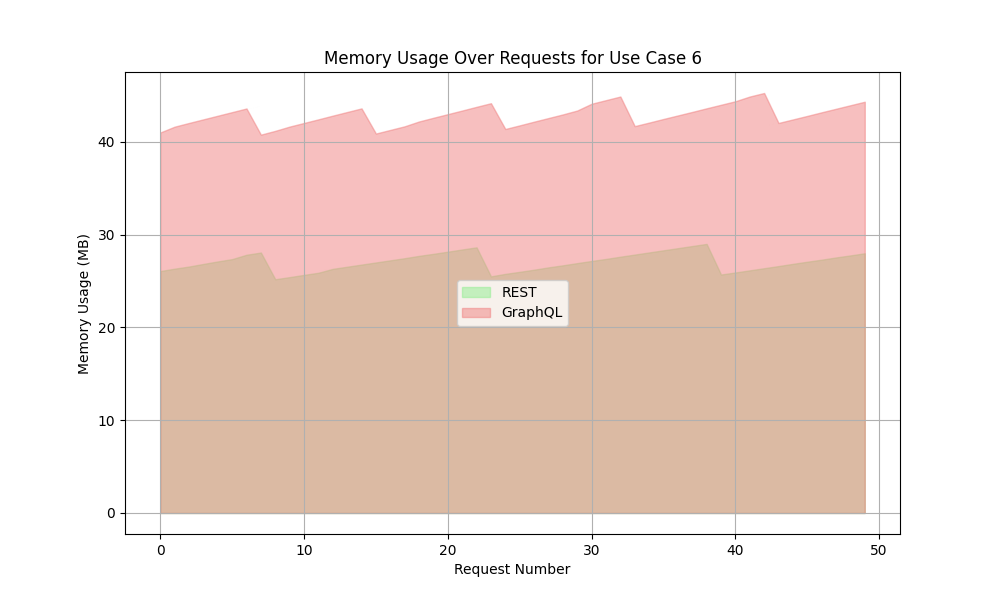 Memory Usage Over Requests for Use Case 6
Memory Usage (MB)
40
30
20
10
0
REST
GraphQL
0 10 20 30 40 50
Request Number